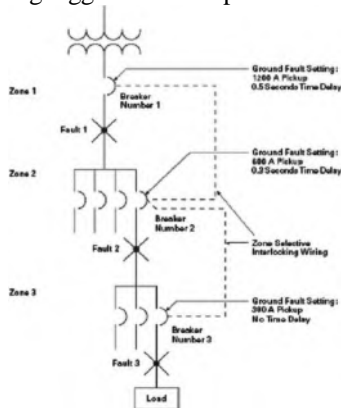 Ground Fault Setting:
1200 A Pickup
0.5 Seconds Time Delay
Zone 1
Breaker
Number 1
Fault 1
Ground Fault Setting:
600 A Pickup
0.3 Seconds Time Delay
Zone 2
Breaker
Number 2
Fault 2
Zone Selective
Interlocking Wiring
Zone 3
Ground Fault Setting:
300 A Pickup
No Time Delay
Breaker
Number 3
Fault 3
Load